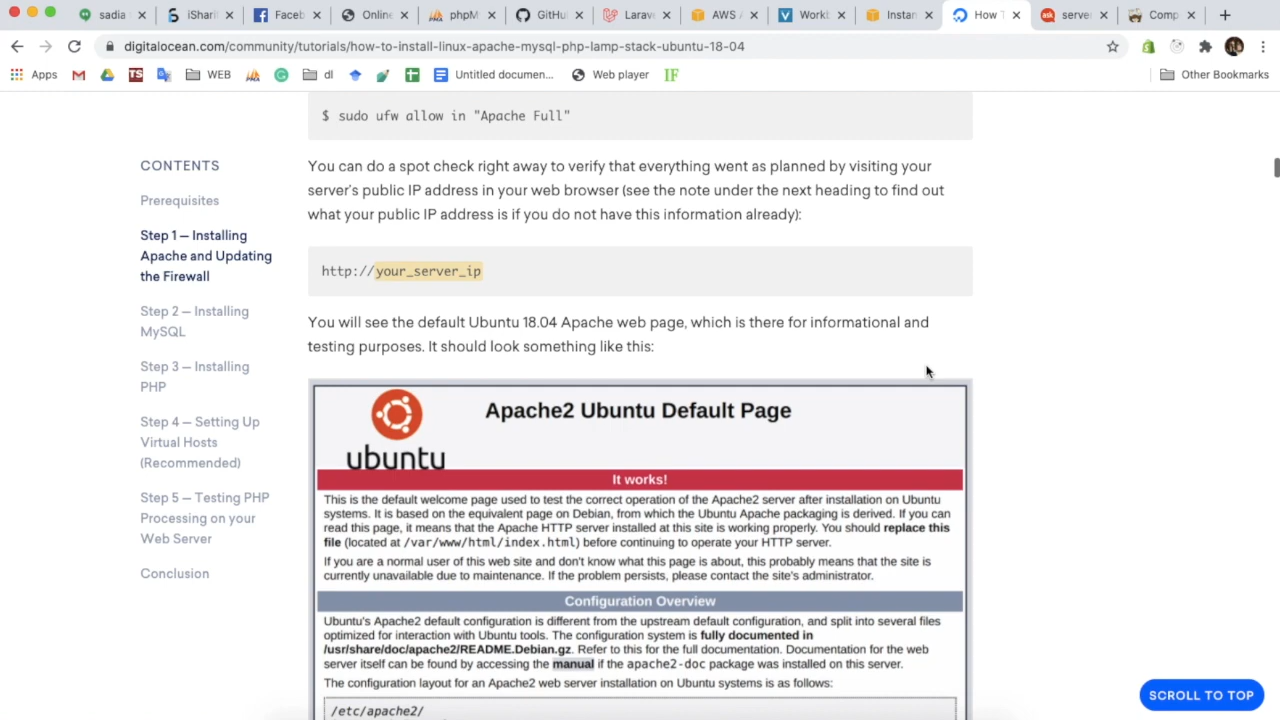 sadia
iShari
Faceb
Online
phpM
GitHu
Larav
AWS
Workb
Instan
How T
ask
server
Comp
digitalocean.com/community/tutorials/how-to-install-linux-apache-mysql-php-lamp-stack-ubuntu-18-04
Apps
TS
WEB
dl
Untitled documen...
Web player
IF
Other Bookmarks
$ sudo ufw allow in "Apache Full"
CONTENTS
Prerequisites
Step 1 — Installing
Apache and Updating
the Firewall
Step 2 — Installing
MySQL
Step 3 — Installing
PHP
Step 4 — Setting Up
Virtual Hosts
(Recommended)
Step 5 — Testing PHP
Processing on your
Web Server
Conclusion
You can do a spot check right away to verify that everything went as planned by visiting your
server's public IP address in your web browser (see the note under the next heading to find out
what your public IP address is if you do not have this information already):
http://your_server_ip
You will see the default Ubuntu 18.04 Apache web page, which is there for informational and
testing purposes. It should look something like this:
ubuntu
Apache2 Ubuntu Default Page
It works!
This is the default welcome page used to test the correct operation of the Apache2 server after installation on Ubuntu
systems. It is based on the equivalent page on Debian, from which the Ubuntu Apache packaging is derived. If you can
read this page, it means that the Apache HTTP server installed at this site is working properly. You should replace this
file (located at /var/www/html/index.html) before continuing to operate your HTTP server.
If you are a normal user of this web site and don't know what this page is about, this probably means that the site is
currently unavailable due to maintenance. If the problem persists, please contact the site's administrator.
Configuration Overview
Ubuntu's Apache2 default configuration is different from the upstream default configuration, and split into several files
optimized for interaction with Ubuntu tools. The configuration system is fully documented in
/usr/share/doc/apache2/README.Debian.gz. Refer to this for the full documentation. Documentation for the web
server itself can be found by accessing the manual if the apache2-doc package was installed on this server.
The configuration layout for an Apache2 web server installation on Ubuntu systems is as follows:
/etc/apache2/
SCROLL TO TOP